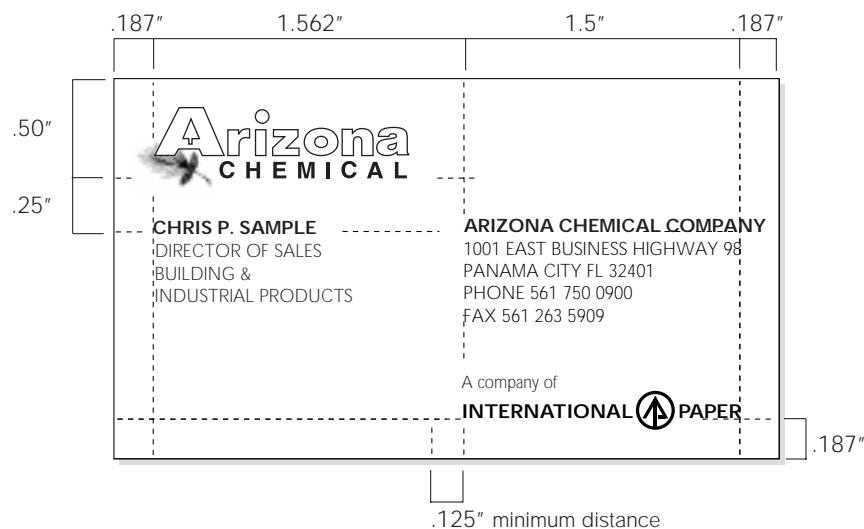 .187" 1.562" 1.5" .187"
.50"
.25"
Arizona
CHEMICAL
CHRIS P. SAMPLE
DIRECTOR OF SALES
BUILDING &
INDUSTRIAL PRODUCTS
ARIZONA CHEMICAL COMPANY
1001 EAST BUSINESS HIGHWAY 98
PANAMA CITY FL 32401
PHONE 561 750 0900
FAX 561 263 5909
A company of
INTERNATIONAL PAPER
.187"
.125" minimum distance